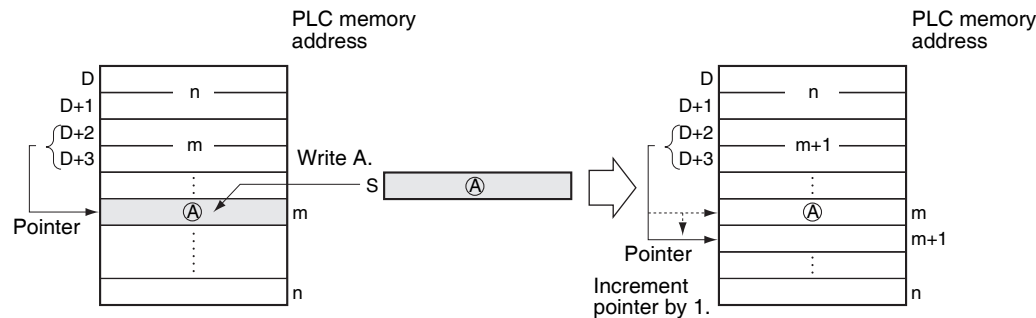 PLC memory
address
D
n
D+1
D+2
m
D+3
Write A.
S
A
A
m
Pointer
n
PLC memory
address
D
n
D+1
D+2
m+1
D+3
A
m
m+1
Pointer
Increment
pointer by 1.
n